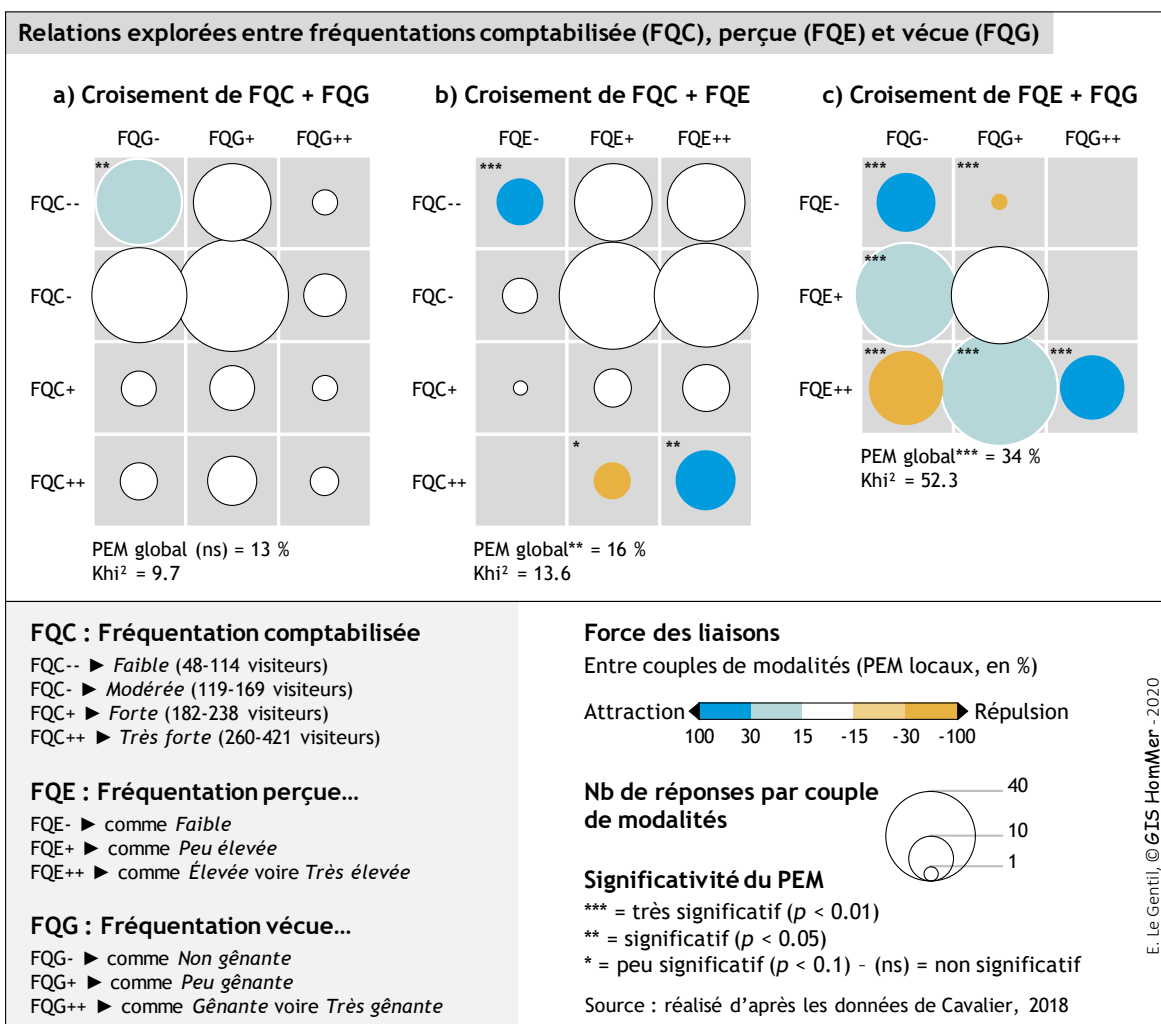 Relations explorées entre fréquentations comptabilisée (FQC), perçue (FQE) et vécue (FQG)
a) Croisement de FQC + FQG
FQG- FQG+ FQG++
**
FQC--
FQC-
FQC+
FQC++
PEM global (ns) = 13 %
Khi² = 9.7
b) Croisement de FQC + FQE
FQE- FQE+ FQE++
***
FQC--
FQC-
FQC+
* **
FQC++
PEM global** = 16 %
Khi² = 13.6
c) Croisement de FQE + FQG
FQG- FQG+ FQG++
*** ***
FQE-
***
FQE+
*** *** ***
FQE++
PEM global*** = 34 %
Khi² = 52.3
FQC : Fréquentation comptabilisée
FQC-- ► Faible (48-114 visiteurs)
FQC- ► Modérée (119-169 visiteurs)
FQC+ ► Forte (182-238 visiteurs)
FQC++ ► Très forte (260-421 visiteurs)
FQE : Fréquentation perçue...
FQE- ► comme Faible
FQE+ ► comme Peu élevée
FQE++ ► comme Élevée voire Très élevée
FQG : Fréquentation vécue...
FQG- ► comme Non gênante
FQG+ ► comme Peu gênante
FQG++ ► comme Gênante voire Très gênante
Force des liaisons
Entre couples de modalités (PEM locaux, en %)
Attraction Répulsion
100 30 15 -15 -30 -100
Nb de réponses par couple
de modalités
40
10
1
Significativité du PEM
*** = très significatif (p < 0.01)
** = significatif (p < 0.05)
* = peu significatif (p < 0.1) - (ns) = non significatif
Source : réalisé d'après les données de Cavalier, 2018
E. Le Gentil, © GIS HomMer - 2020